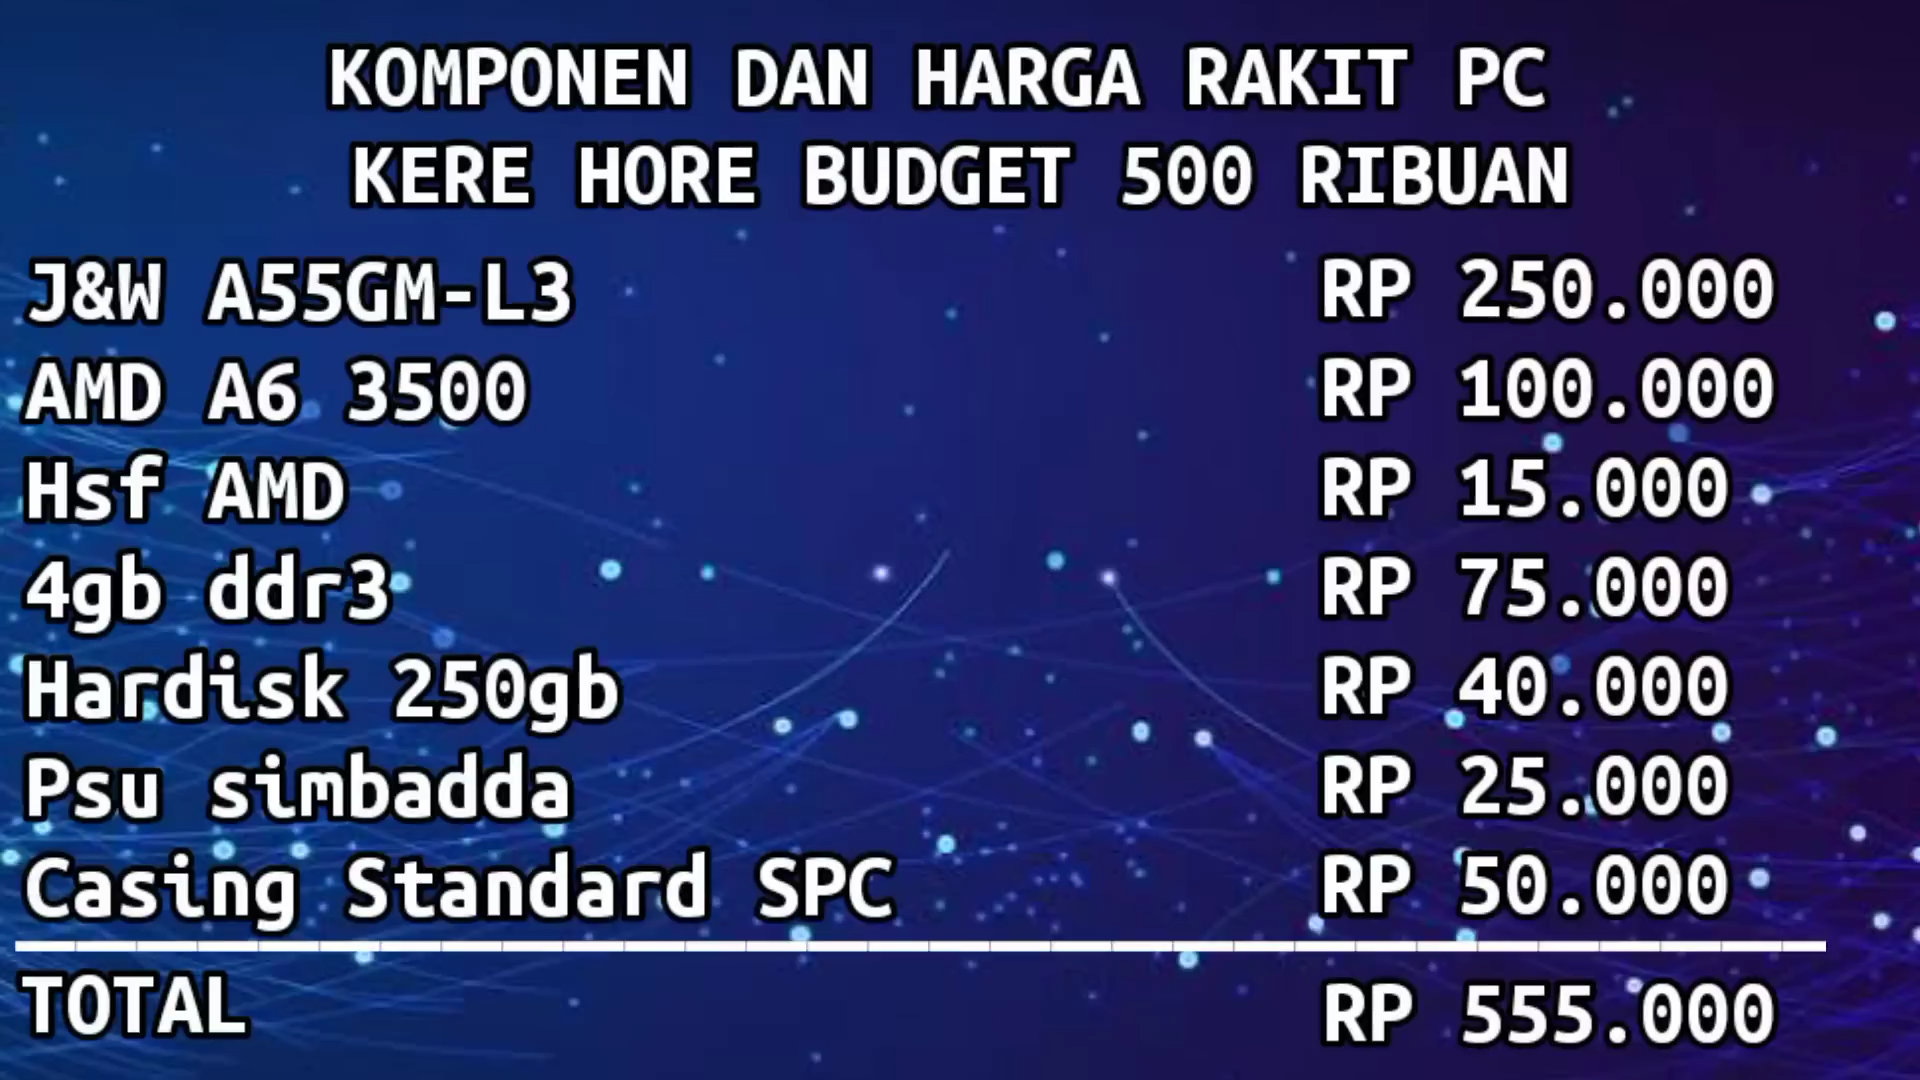 KOMPONEN DAN HARGA RAKIT PC
KERE HORE BUDGET 500 RIBUAN
J&W A55GM-L3 RP 250.000
AMD A6 3500 RP 100.000
Hsf AMD RP 15.000
4gb ddr3 RP 75.000
Hardisk 250gb RP 40.000
Psu simbadda RP 25.000
Casing Standard SPC RP 50.000
TOTAL RP 555.000